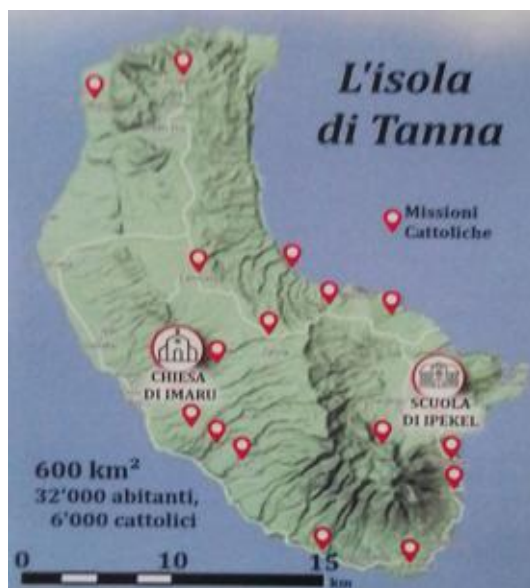 L'isola
di Tanna
Missioni
Cattoliche
CHIESA
DI IMARU
SCUOLA
DI IPEKEL
600 km²
32'000 abitanti,
6'000 cattolici
0 10 15
km